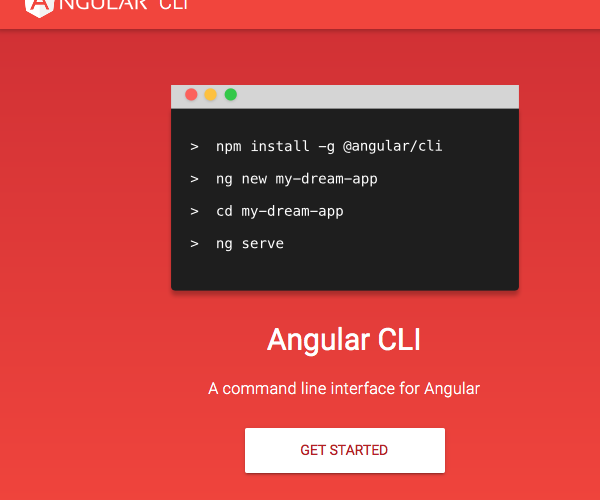 ANGULAR CLI
> npm install -g @angular/cli
> ng new my-dream-app
> cd my-dream-app
> ng serve
Angular CLI
A command line interface for Angular
GET STARTED